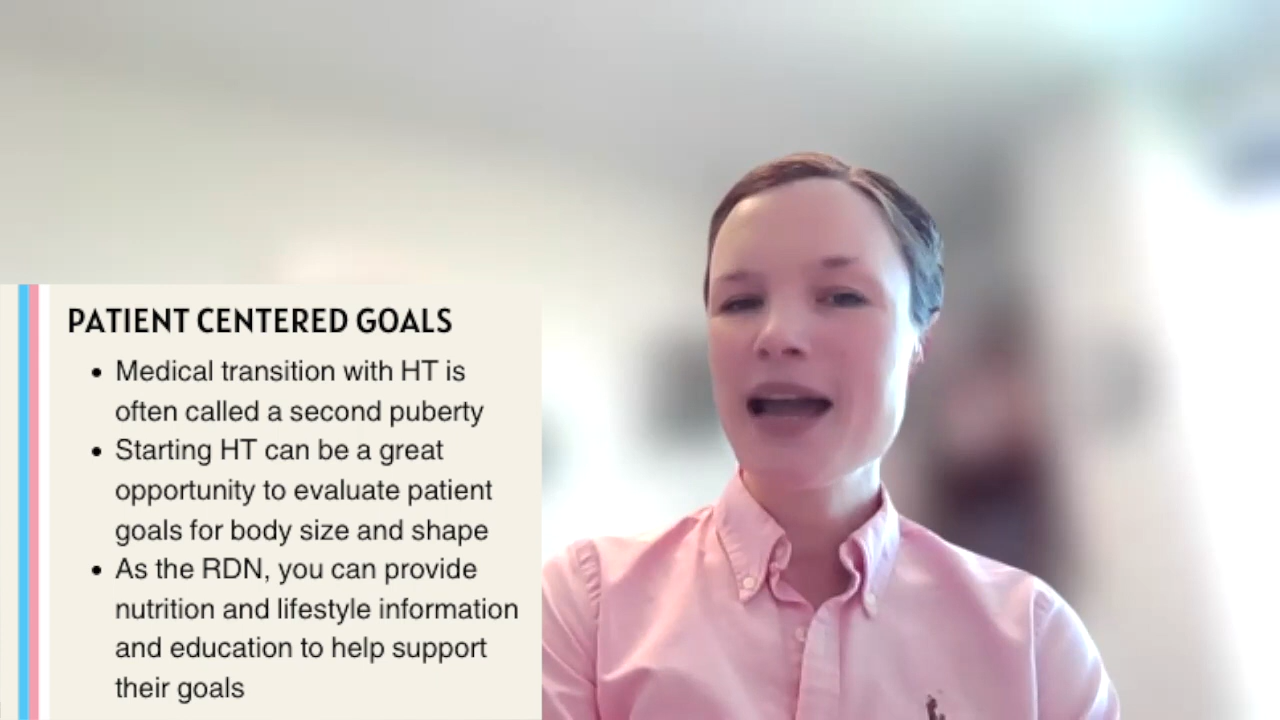 PATIENT CENTERED GOALS
• Medical transition with HT is
often called a second puberty
• Starting HT can be a great
opportunity to evaluate patient
goals for body size and shape
• As the RDN, you can provide
nutrition and lifestyle information
and education to help support
their goals